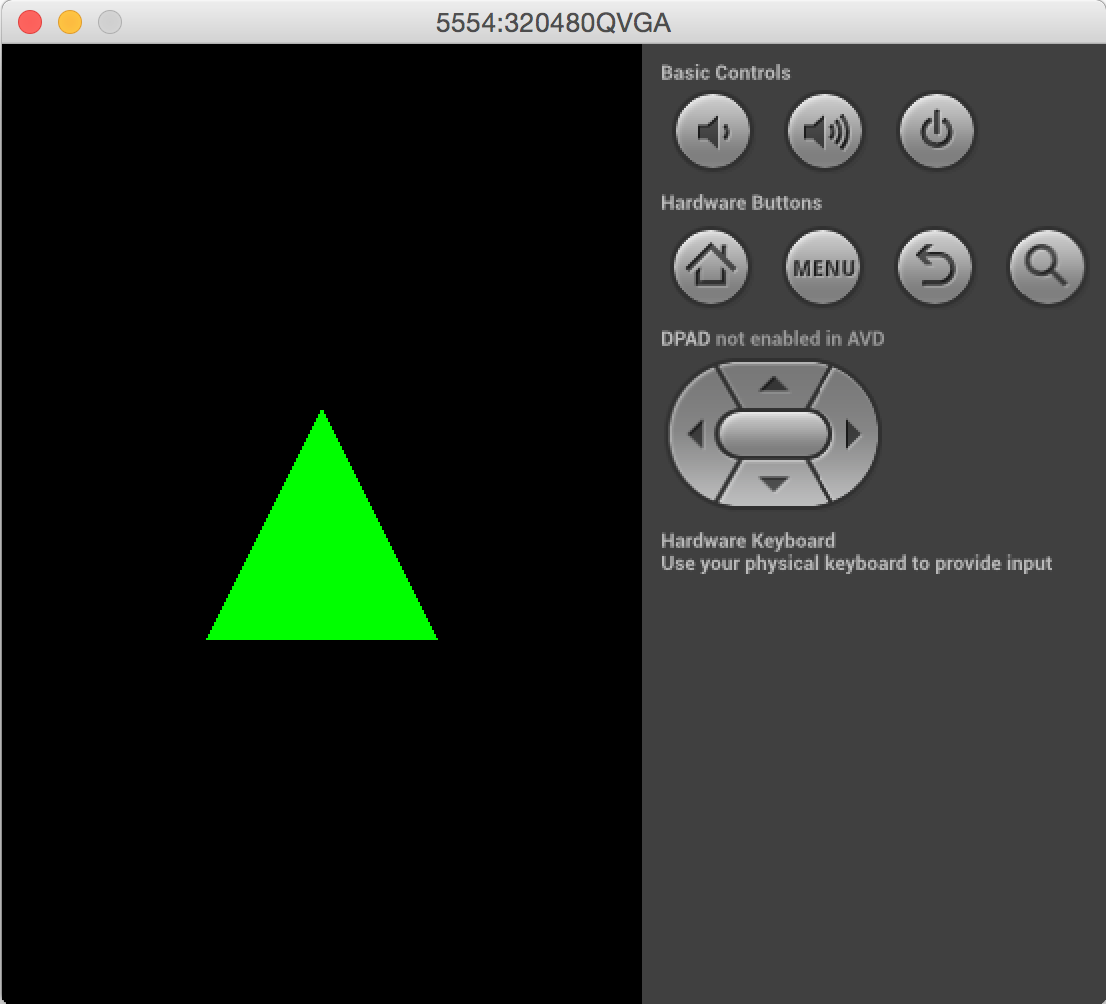 5554:320480QVGA
Basic Controls
Hardware Buttons
MENU
DPAD not enabled in AVD
Hardware Keyboard
Use your physical keyboard to provide input